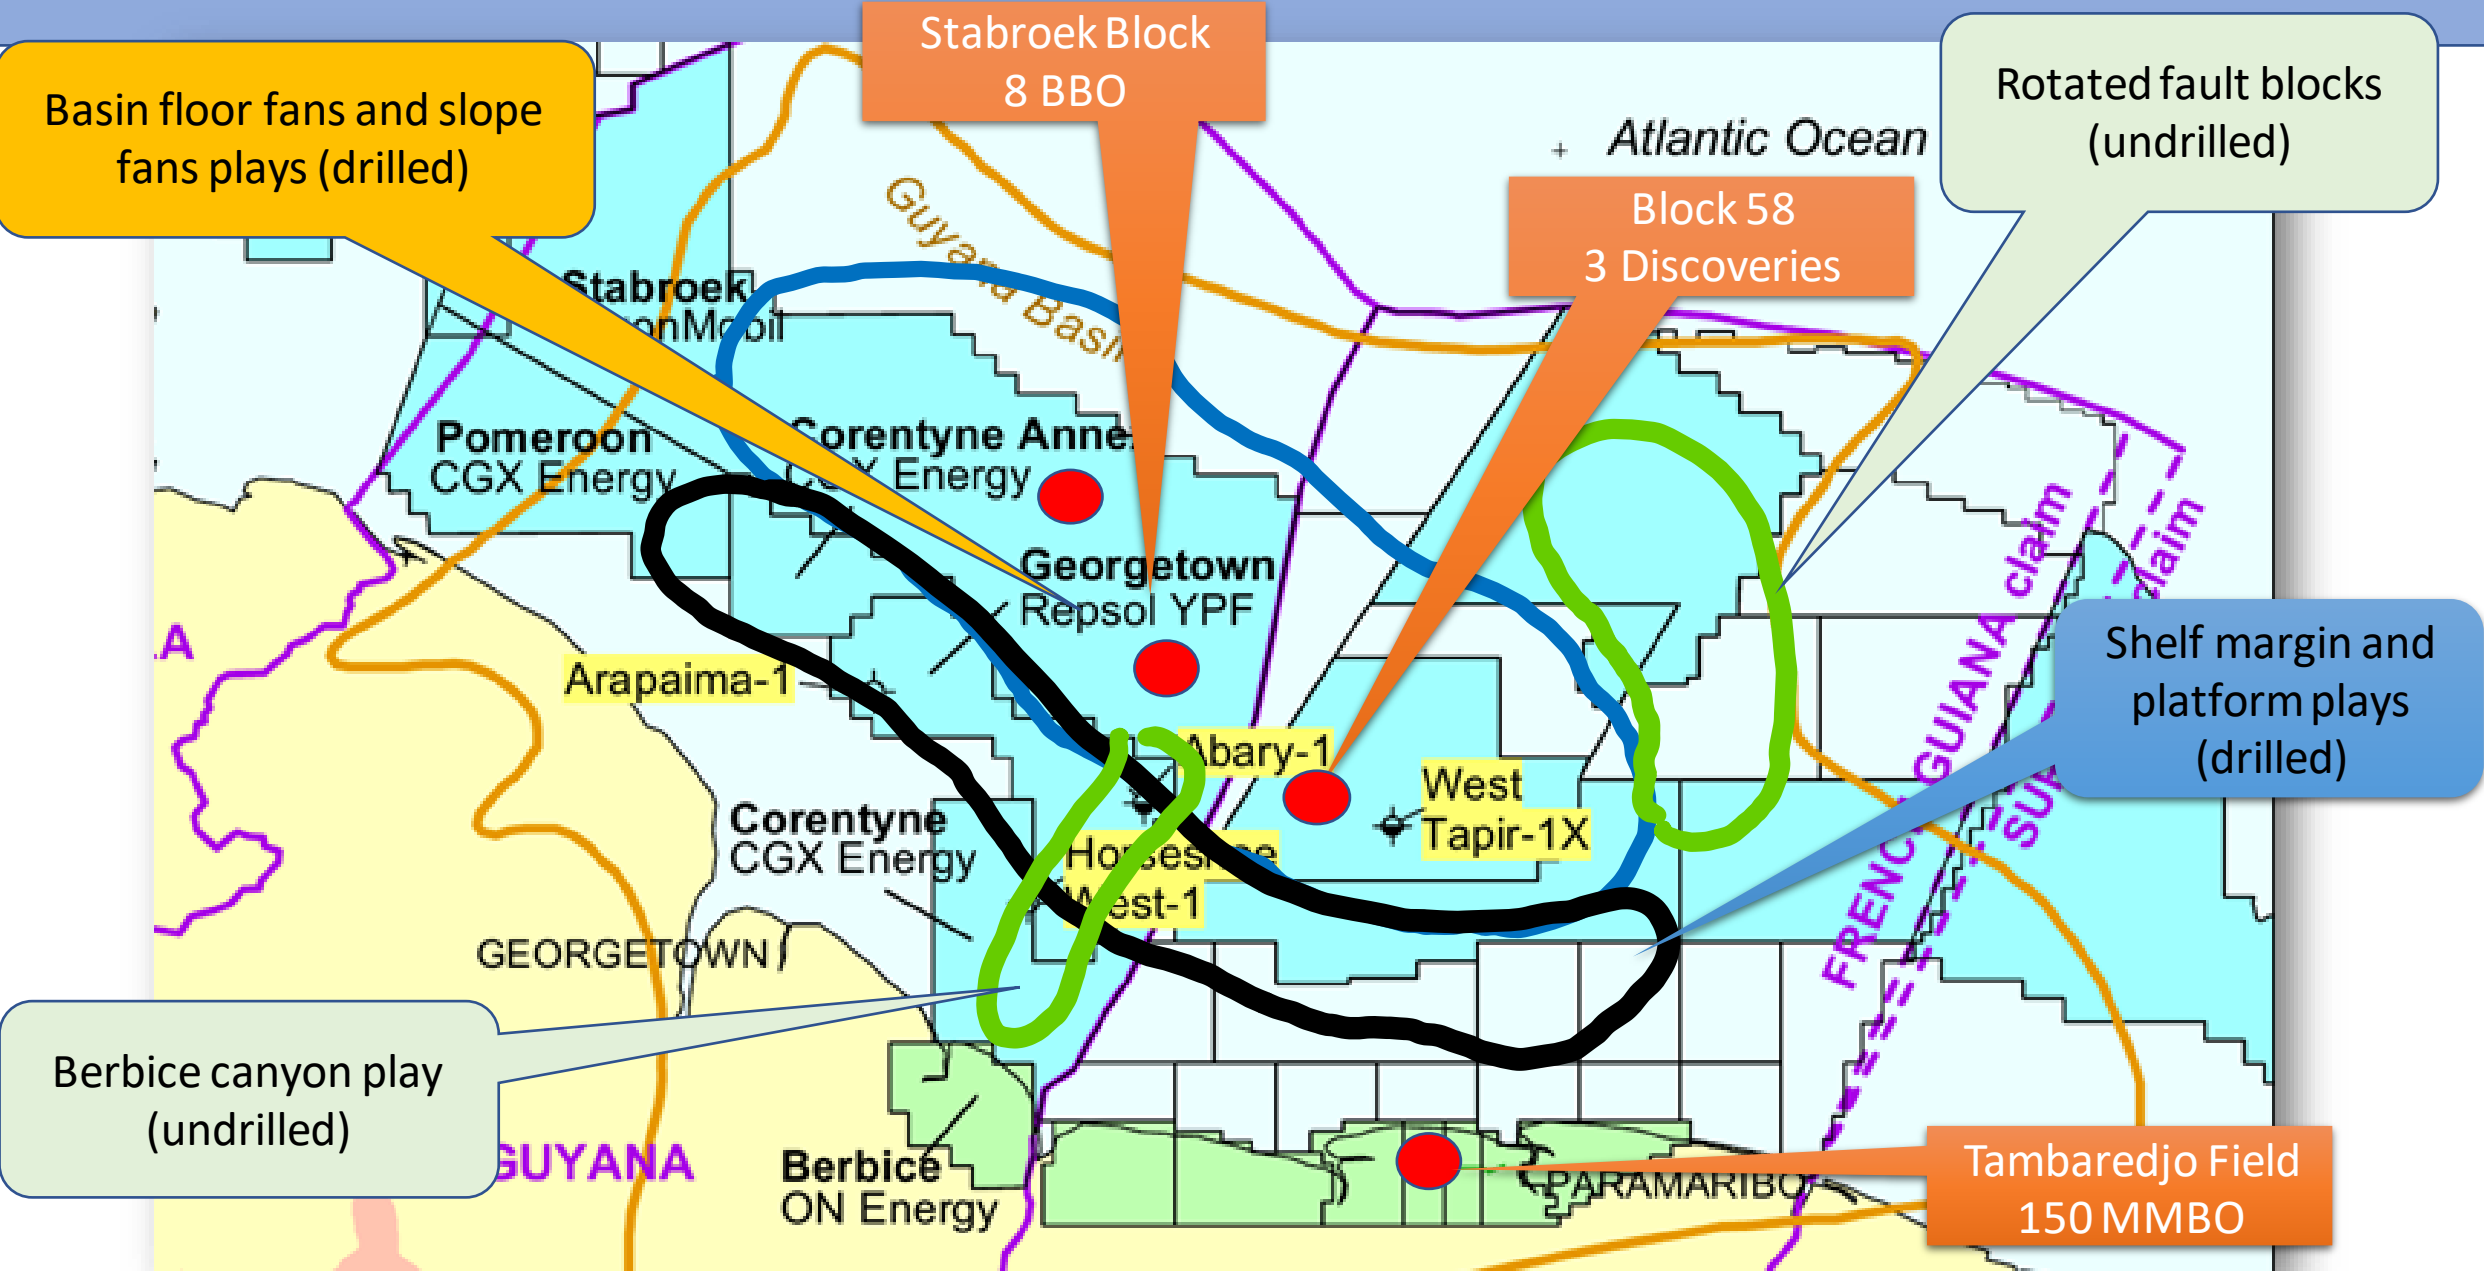 Stabroek Block
8 BBO
Basin floor fans and slope
fans plays (drilled)
Rotated fault blocks
(undrilled)
Atlantic Ocean
Block 58
3 Discoveries
Guyana
Stabroek
Pomeroon
CGX Energy
Corentyne
Energy
Georgetown
Repsol YPF
FRENCH GUIANA claim
claim
Shelf margin and
platform plays
(drilled)
Arapaima-1
Abary-1
West
Tapir-1X
Corentyne
CGX Energy
Horseshoe
West-1
GEORGETOWN
Berbice canyon play
(undrilled)
GUYANA
Berbice
ON Energy
PARAMARIBO
Tambaredjo Field
150 MMBO